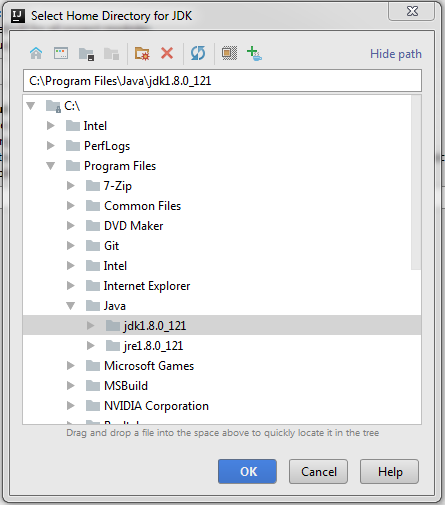 Select Home Directory for JDK
Hide path
C:\Program Files\Java\jdk1.8.0_121
C:\
Intel
PerfLogs
Program Files
7-Zip
Common Files
DVD Maker
Git
Intel
Internet Explorer
Java
jdk1.8.0_121
jre1.8.0_121
Microsoft Games
MSBuild
NVIDIA Corporation
Drag and drop a file into the space above to quickly locate it in the tree
OK Cancel Help